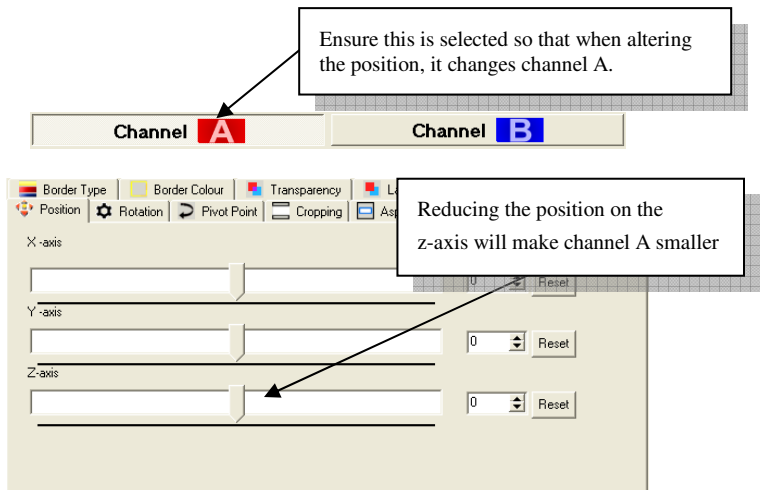 Ensure this is selected so that when altering
the position, it changes channel A.
Channel A
Channel B
Border Type Border Colour Transparency
Position Rotation Pivot Point Cropping
Reducing the position on the
z-axis will make channel A smaller
X -axis
0 Reset
Y -axis
0 Reset
Z-axis
0 Reset